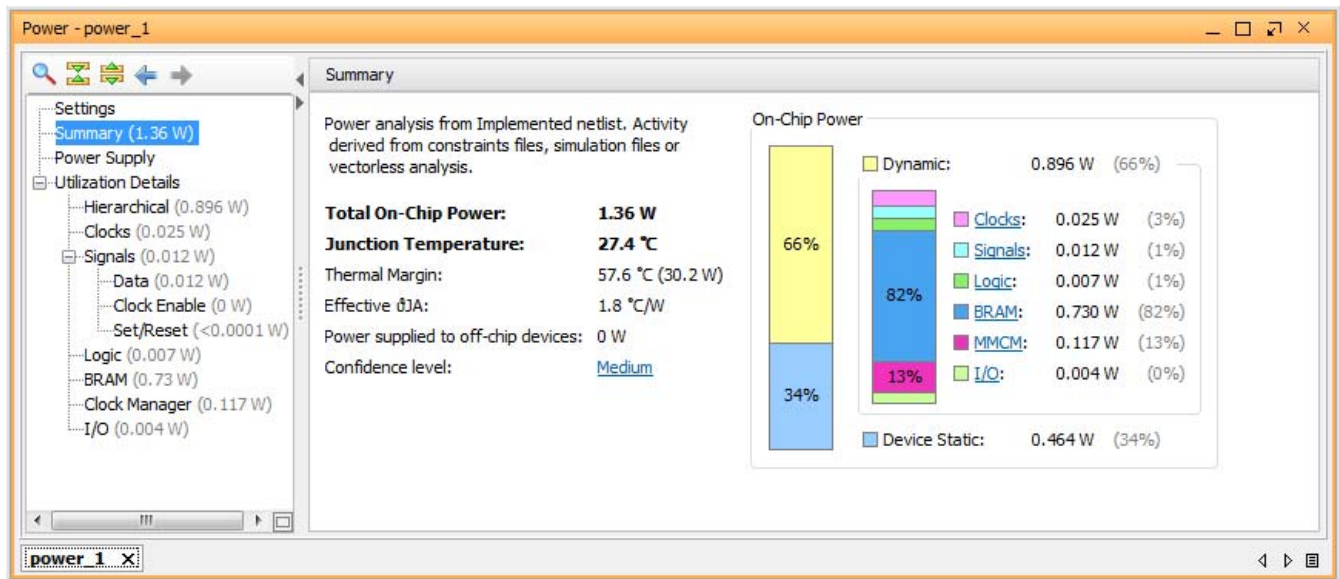 Power - power_1
Summary
Settings
Summary (1.36 W)
Power Supply
Utilization Details
Hierarchical (0.896 W)
Clocks (0.025 W)
Signals (0.012 W)
Data (0.012 W)
Clock Enable (0 W)
Set/Reset (<0.0001 W)
Logic (0.007 W)
BRAM (0.73 W)
Clock Manager (0.117 W)
I/O (0.004 W)
Power analysis from Implemented netlist. Activity
derived from constraints files, simulation files or
vectorless analysis.
Total On-Chip Power: 1.36 W
Junction Temperature: 27.4 °C
Thermal Margin: 57.6 °C (30.2 W)
Effective ϑJA: 1.8 °C/W
Power supplied to off-chip devices: 0 W
Confidence level: Medium
On-Chip Power
66%
34%
Dynamic: 0.896 W (66%)
82%
13%
Clocks: 0.025 W (3%)
Signals: 0.012 W (1%)
Logic: 0.007 W (1%)
BRAM: 0.730 W (82%)
MMCM: 0.117 W (13%)
I/O: 0.004 W (0%)
Device Static: 0.464 W (34%)
power_1